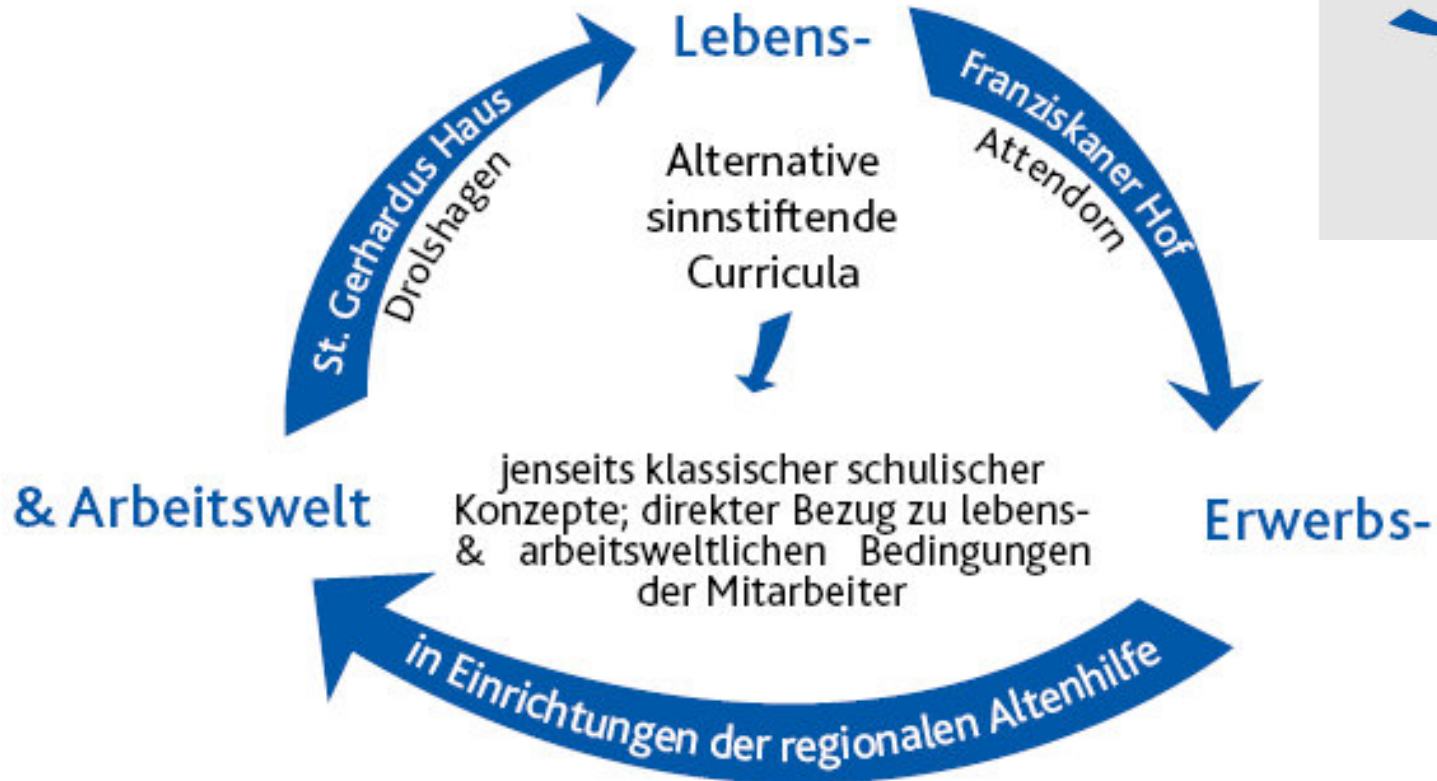 Lebens-
St. Gerhardus Haus
Drolshagen
Franziskaner Hof
Attendorn
Alternative
sinnstiftende
Curricula
& Arbeitswelt
jenseits klassischer schulischer
Konzepte; direkter Bezug zu lebens-
& arbeitsweltlichen Bedingungen
der Mitarbeiter
Erwerbs-
in Einrichtungen der regionalen Altenhilfe